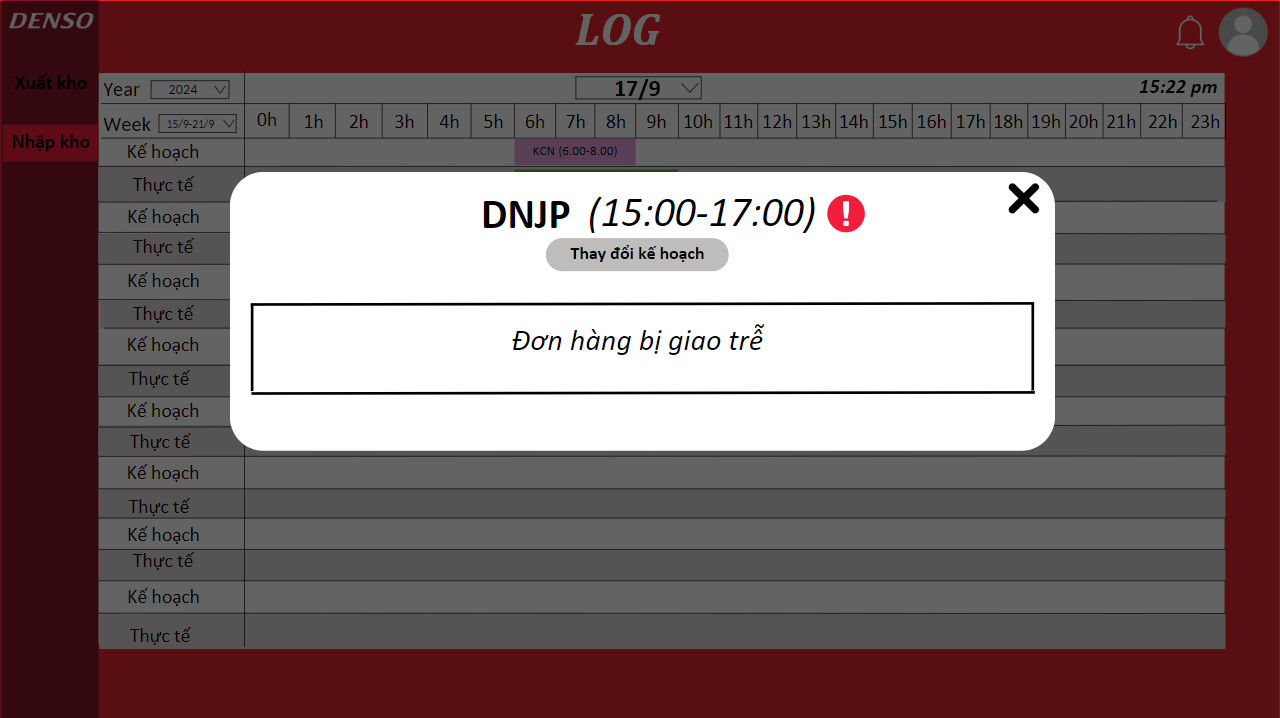 DENSO
LOG
Xuất kho
Nhập kho
Year 2024
17/9
15:22 pm
Week 15/9-21/9
0h 1h 2h 3h 4h 5h 6h 7h 8h 9h 10h 11h 12h 13h 14h 15h 16h 17h 18h 19h 20h 21h 22h 23h
Kế hoạch
KCN (6.00-8.00)
Thực tế
Kế hoạch
Thực tế
Kế hoạch
Thực tế
Kế hoạch
Thực tế
Kế hoạch
Thực tế
Kế hoạch
Thực tế
Kế hoạch
Thực tế
Kế hoạch
Thực tế
DNJP (15:00-17:00) !
Thay đổi kế hoạch
Đơn hàng bị giao trễ